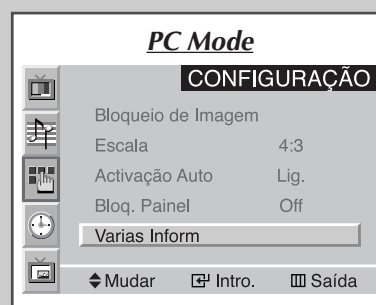 PC Mode
CONFIGURAÇÃO
Bloqueio de Imagem
Escala 4:3
Activação Auto Lig.
Bloq. Painel Off
Varias Inform
Mudar Intro. Saída